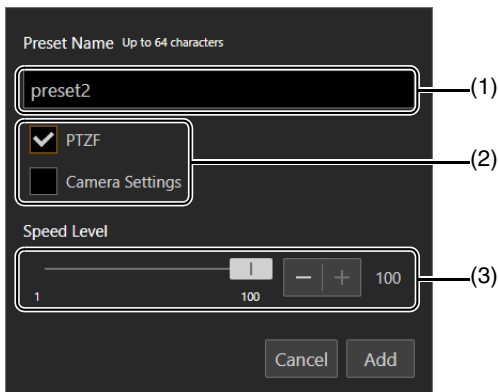 Preset Name Up to 64 characters
preset2
(1)
PTZF
(2)
Camera Settings
Speed Level
− + 100
(3)
1 100
Cancel Add